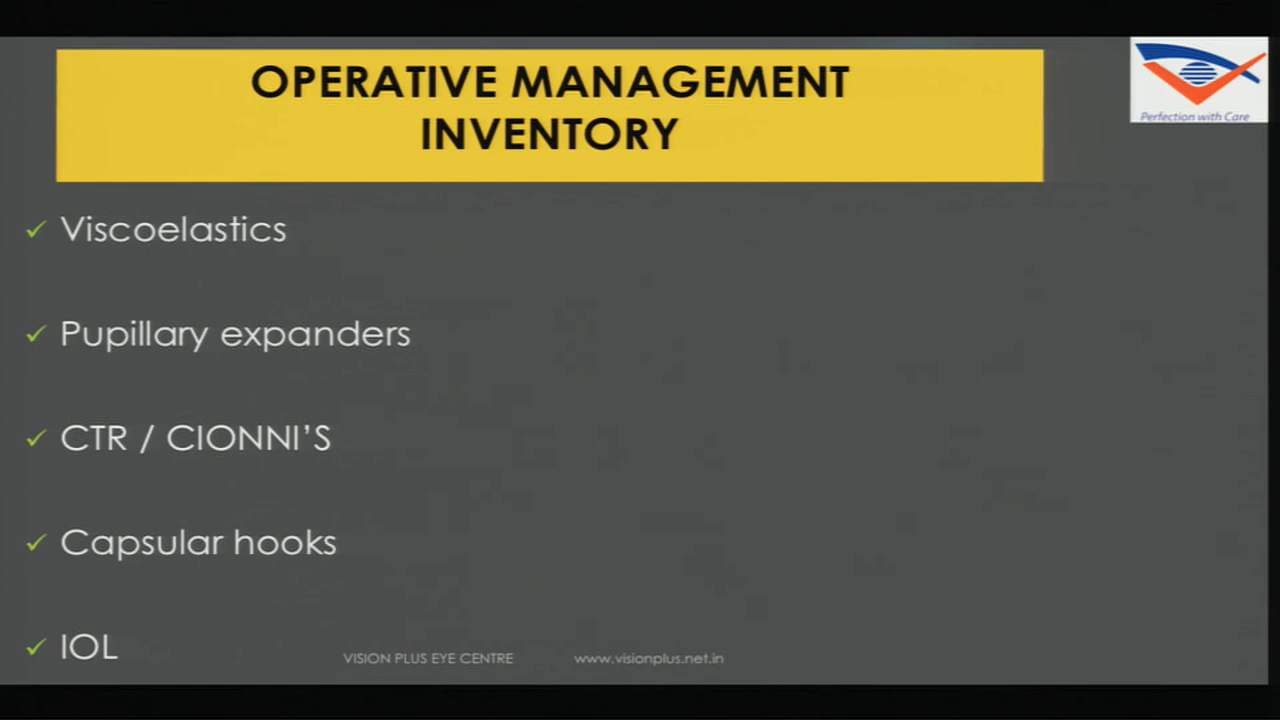 OPERATIVE MANAGEMENT
INVENTORY
Perfection with Care
✓ Viscoelastics
✓ Pupillary expanders
✓ CTR / CIONNI'S
✓ Capsular hooks
✓ IOL
VISION PLUS EYE CENTRE www.visionplus.net.in